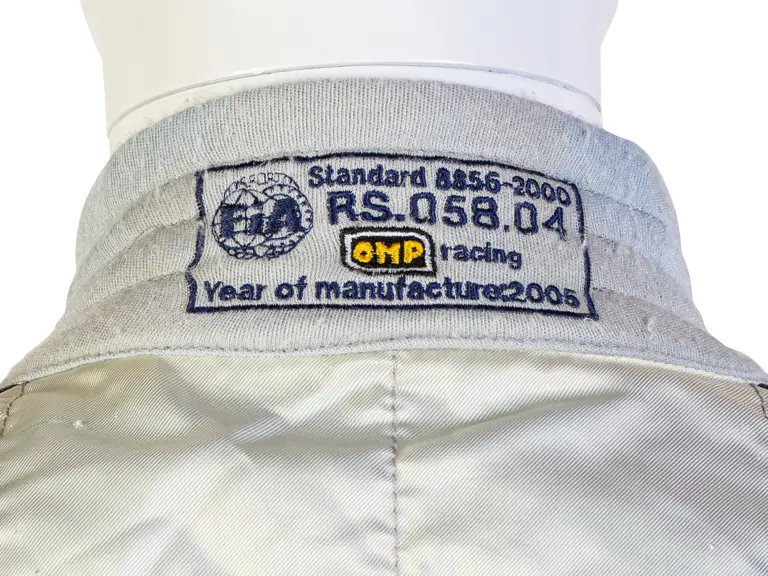 Standard 8856-2000
FiA
RS.058.04
OMP racing
Year of manufacture:2005